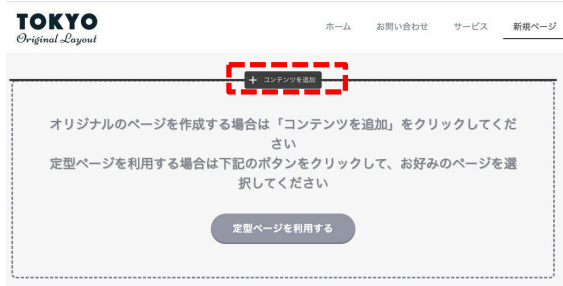 TOKYO
Original Layout
ホーム お問い合わせ サービス 新規ページ
＋ コンテンツを追加
オリジナルのページを作成する場合は「コンテンツを追加」をクリックしてくだ
さい
定型ページを利用する場合は下記のボタンをクリックして、お好みのページを選
択してください
定型ページを利用する